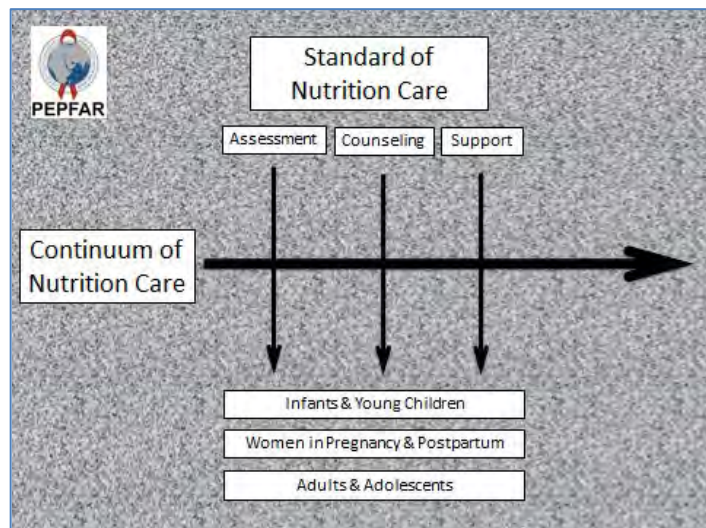 PEPFAR
Standard of
Nutrition Care
Assessment
Counseling
Support
Continuum of
Nutrition Care
Infants & Young Children
Women in Pregnancy & Postpartum
Adults & Adolescents